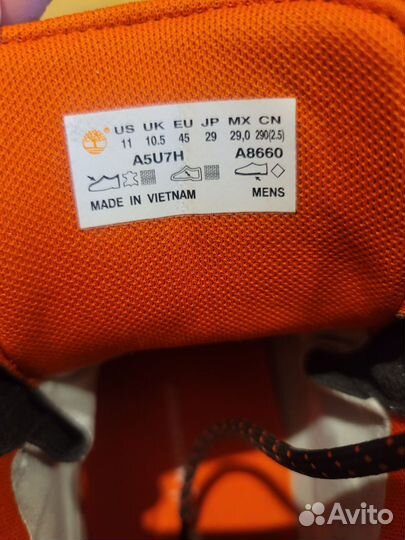 US UK EU JP MX CN
11 10.5 45 29 29,0 290(2.5)
A5U7H A8660
MADE IN VIETNAM MENS
Avito